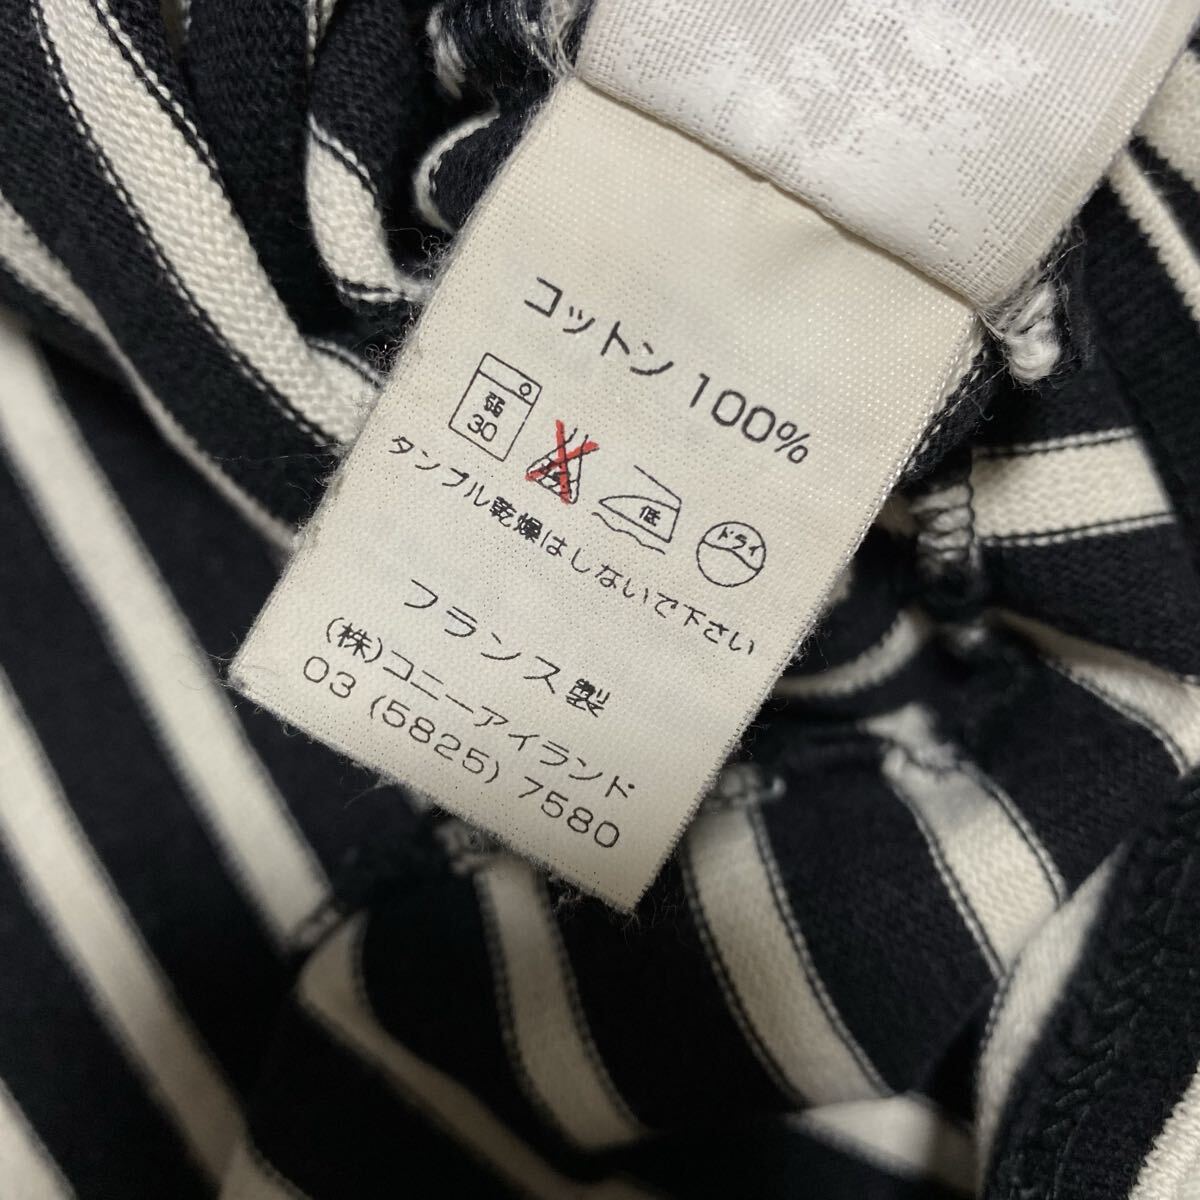 コットン 100%
弱 30 低 ドライ
タンブル乾燥はしないで下さい
フランス製
(株)コニーアイランド
03 (5825) 7580